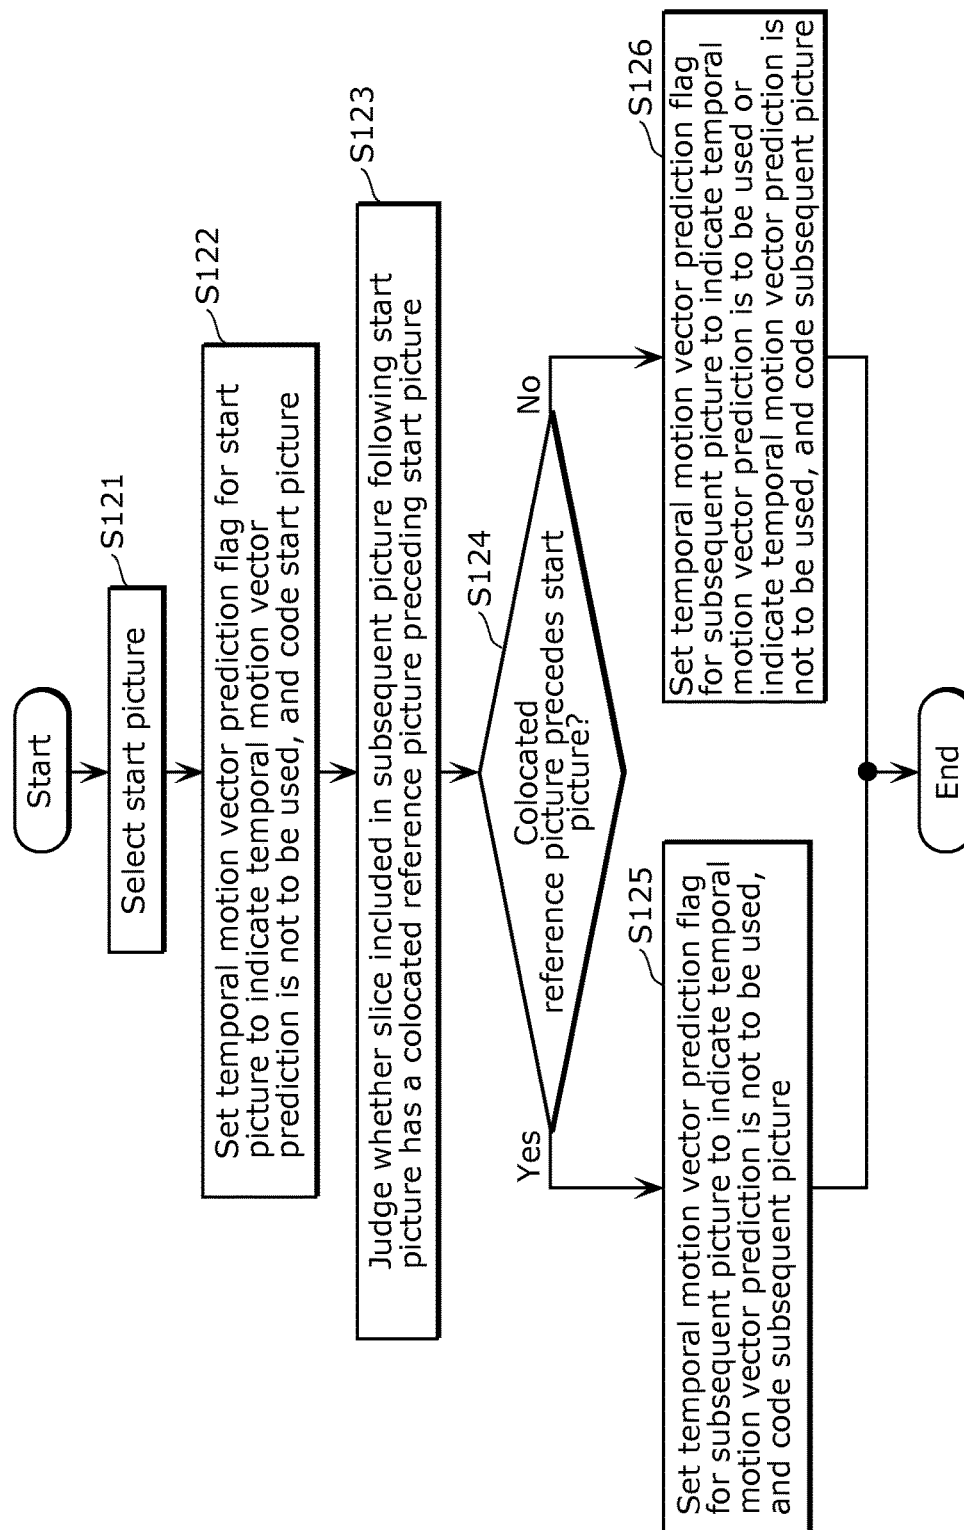 Start
S121
Select start picture
S122
Set temporal motion vector prediction flag for start
picture to indicate temporal motion vector
prediction is not to be used, and code start picture
S123
Judge whether slice included in subsequent picture following start
picture has a colocated reference picture preceding start picture
S124
Colocated
reference picture precedes start
picture?
Yes
No
S125
Set temporal motion vector prediction flag
for subsequent picture to indicate temporal
motion vector prediction is not to be used,
and code subsequent picture
S126
Set temporal motion vector prediction flag
for subsequent picture to indicate temporal
motion vector prediction is to be used or
indicate temporal motion vector prediction is
not to be used, and code subsequent picture
End